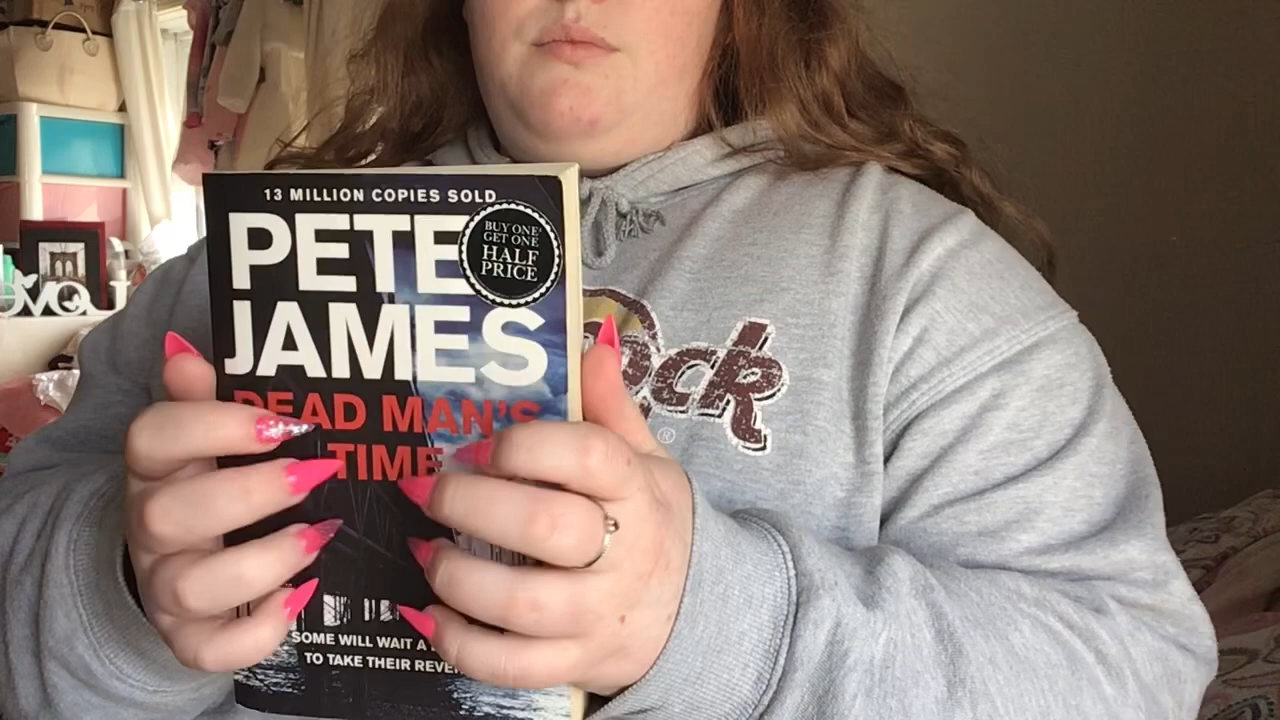 13 MILLION COPIES SOLD
PETE
JAMES
BUY ONE
GET ONE
HALF
PRICE
DEAD MAN'S
TIME
SOME WILL WAIT A
TO TAKE THEIR
ock
®